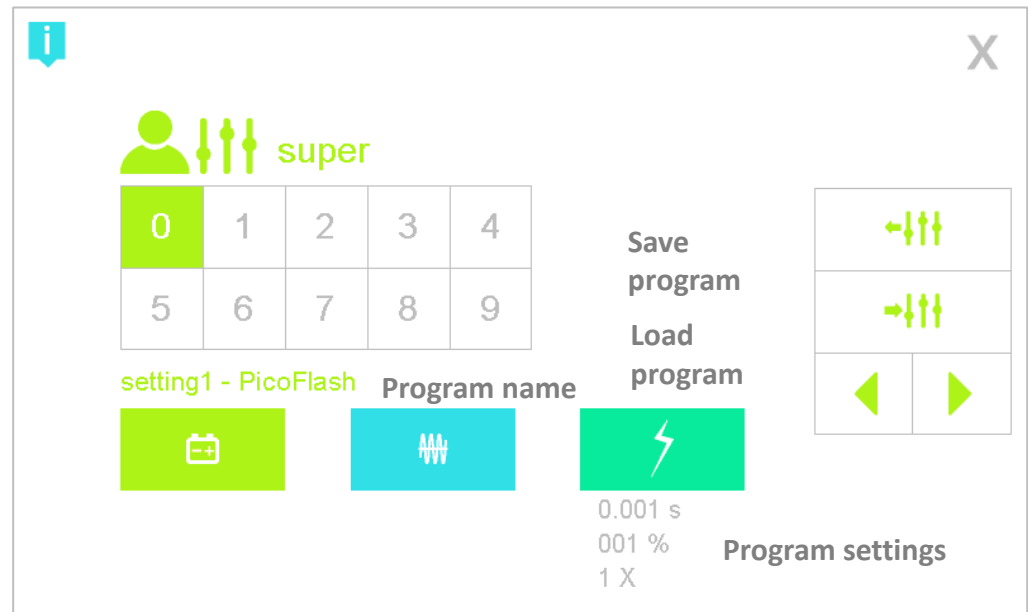 i
X
super
0 1 2 3 4
5 6 7 8 9
Save
program
Load
program
setting1 - PicoFlash
Program name
0.001 s
001 %
1 X
Program settings